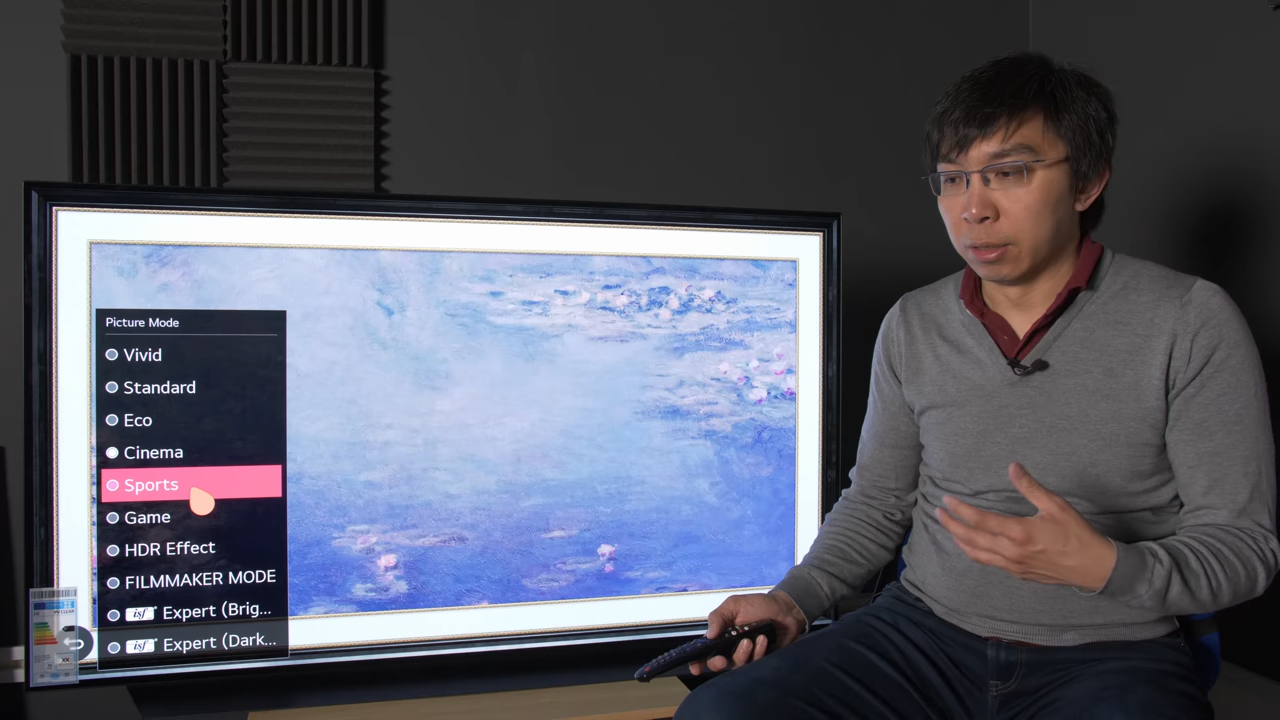 Picture Mode
Vivid
Standard
Eco
Cinema
Sports
Game
HDR Effect
FILMMAKER MODE
isf Expert (Brig...
isf Expert (Dark...